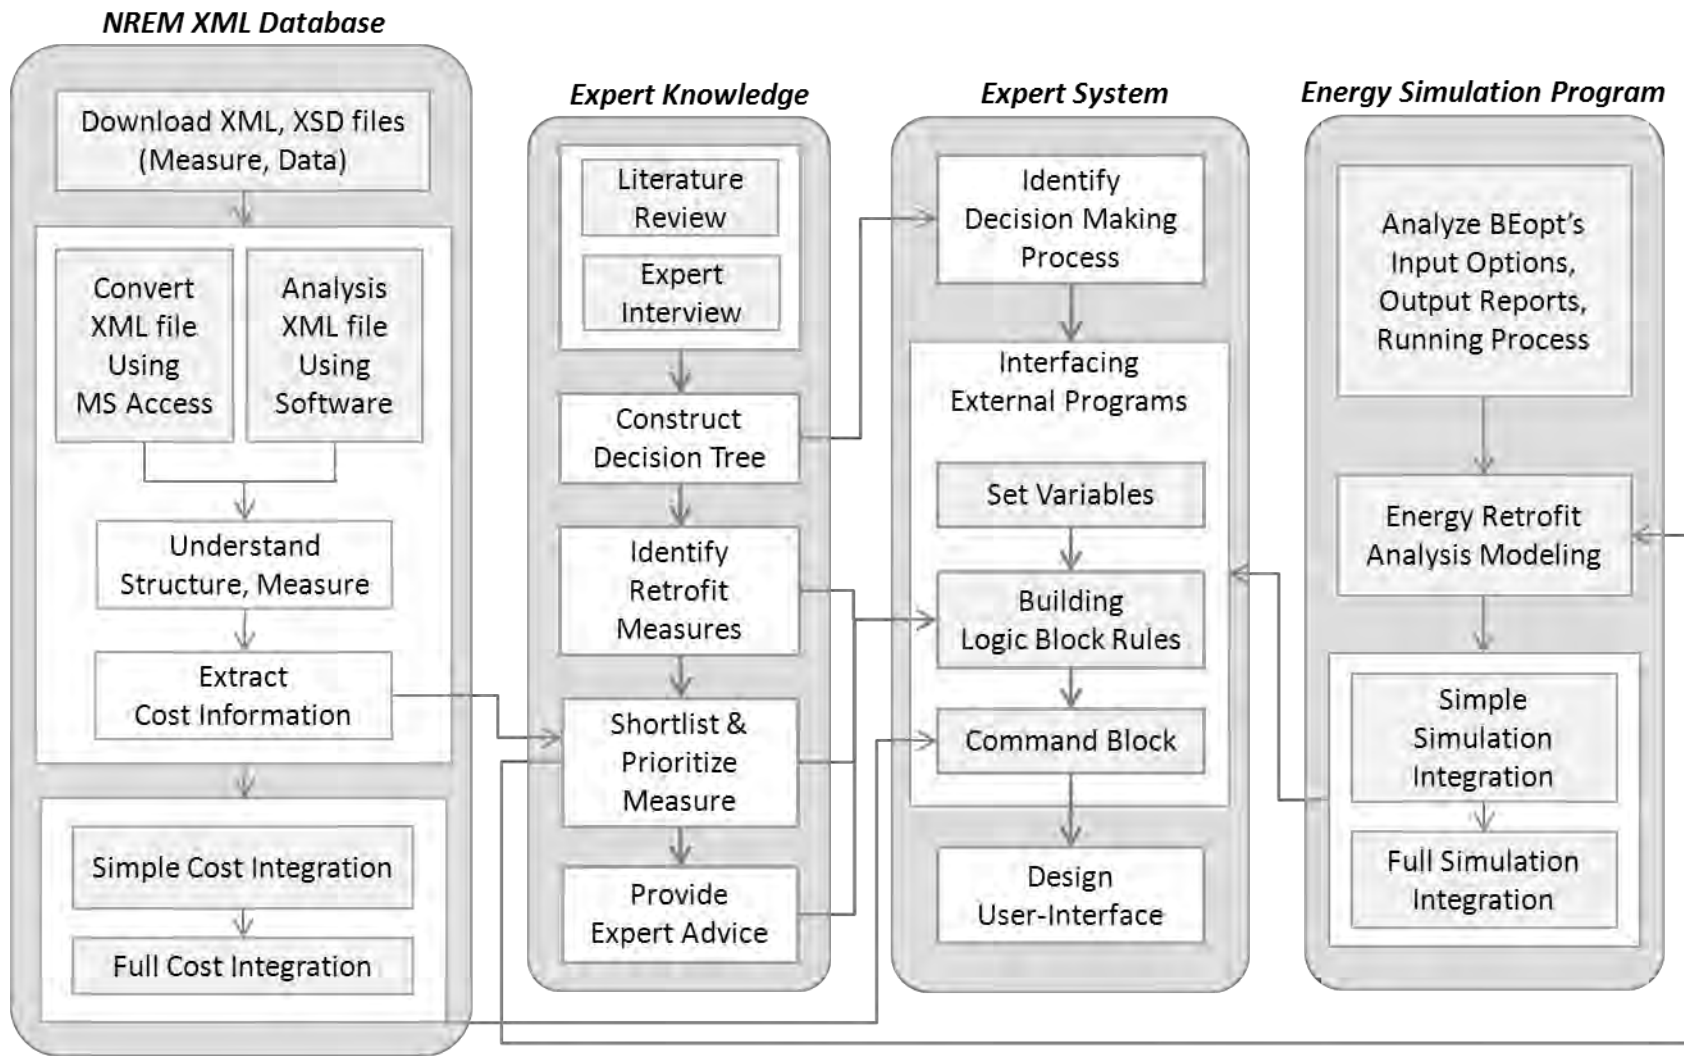 NREM XML Database
Download XML, XSD files
(Measure, Data)
Convert
XML file
Using
MS Access
Analysis
XML file
Using
Software
Understand
Structure, Measure
Extract
Cost Information
Simple Cost Integration
Full Cost Integration
Expert Knowledge
Literature
Review
Expert
Interview
Construct
Decision Tree
Identify
Retrofit
Measures
Shortlist &
Prioritize
Measure
Provide
Expert Advice
Expert System
Identify
Decision Making
Process
Interfacing
External Programs
Set Variables
Building
Logic Block Rules
Command Block
Design
User-Interface
Energy Simulation Program
Analyze BEopt's
Input Options,
Output Reports,
Running Process
Energy Retrofit
Analysis Modeling
Simple
Simulation
Integration
Full Simulation
Integration